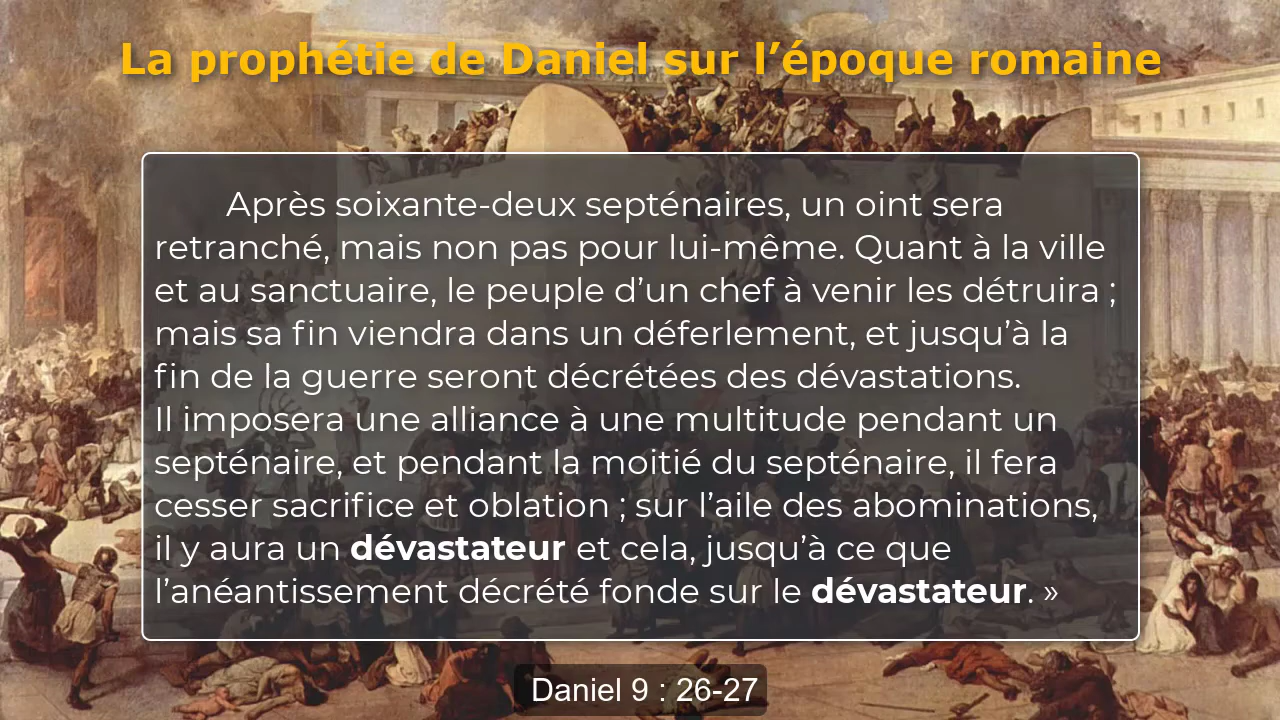 La prophétie de Daniel sur l’époque romaine
Après soixante-deux septénaires, un oint sera
retranché, mais non pas pour lui-même. Quant à la ville
et au sanctuaire, le peuple d’un chef à venir les détruira ;
mais sa fin viendra dans un déferlement, et jusqu’à la
fin de la guerre seront décrétées des dévastations.
Il imposera une alliance à une multitude pendant un
septénaire, et pendant la moitié du septénaire, il fera
cesser sacrifice et oblation ; sur l’aile des abominations,
il y aura un dévastateur et cela, jusqu’à ce que
l’anéantissement décrété fonde sur le dévastateur. »
Daniel 9 : 26-27